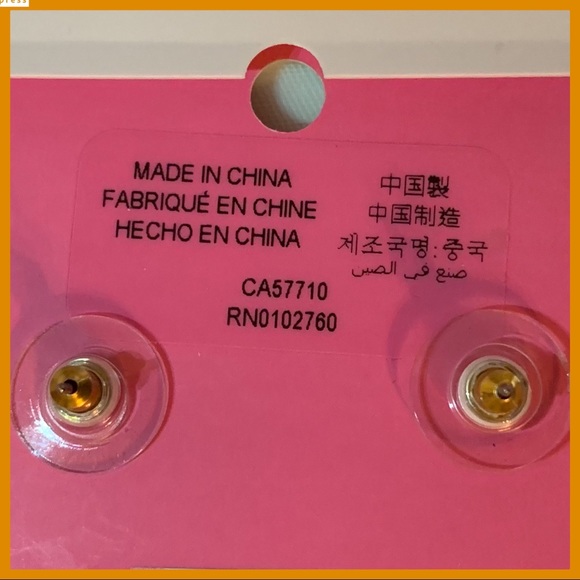 press
MADE IN CHINA
FABRIQUÉ EN CHINE
HECHO EN CHINA
CA57710
RN0102760
中国製
中国制造
제조국명:중국
صنع في الصين